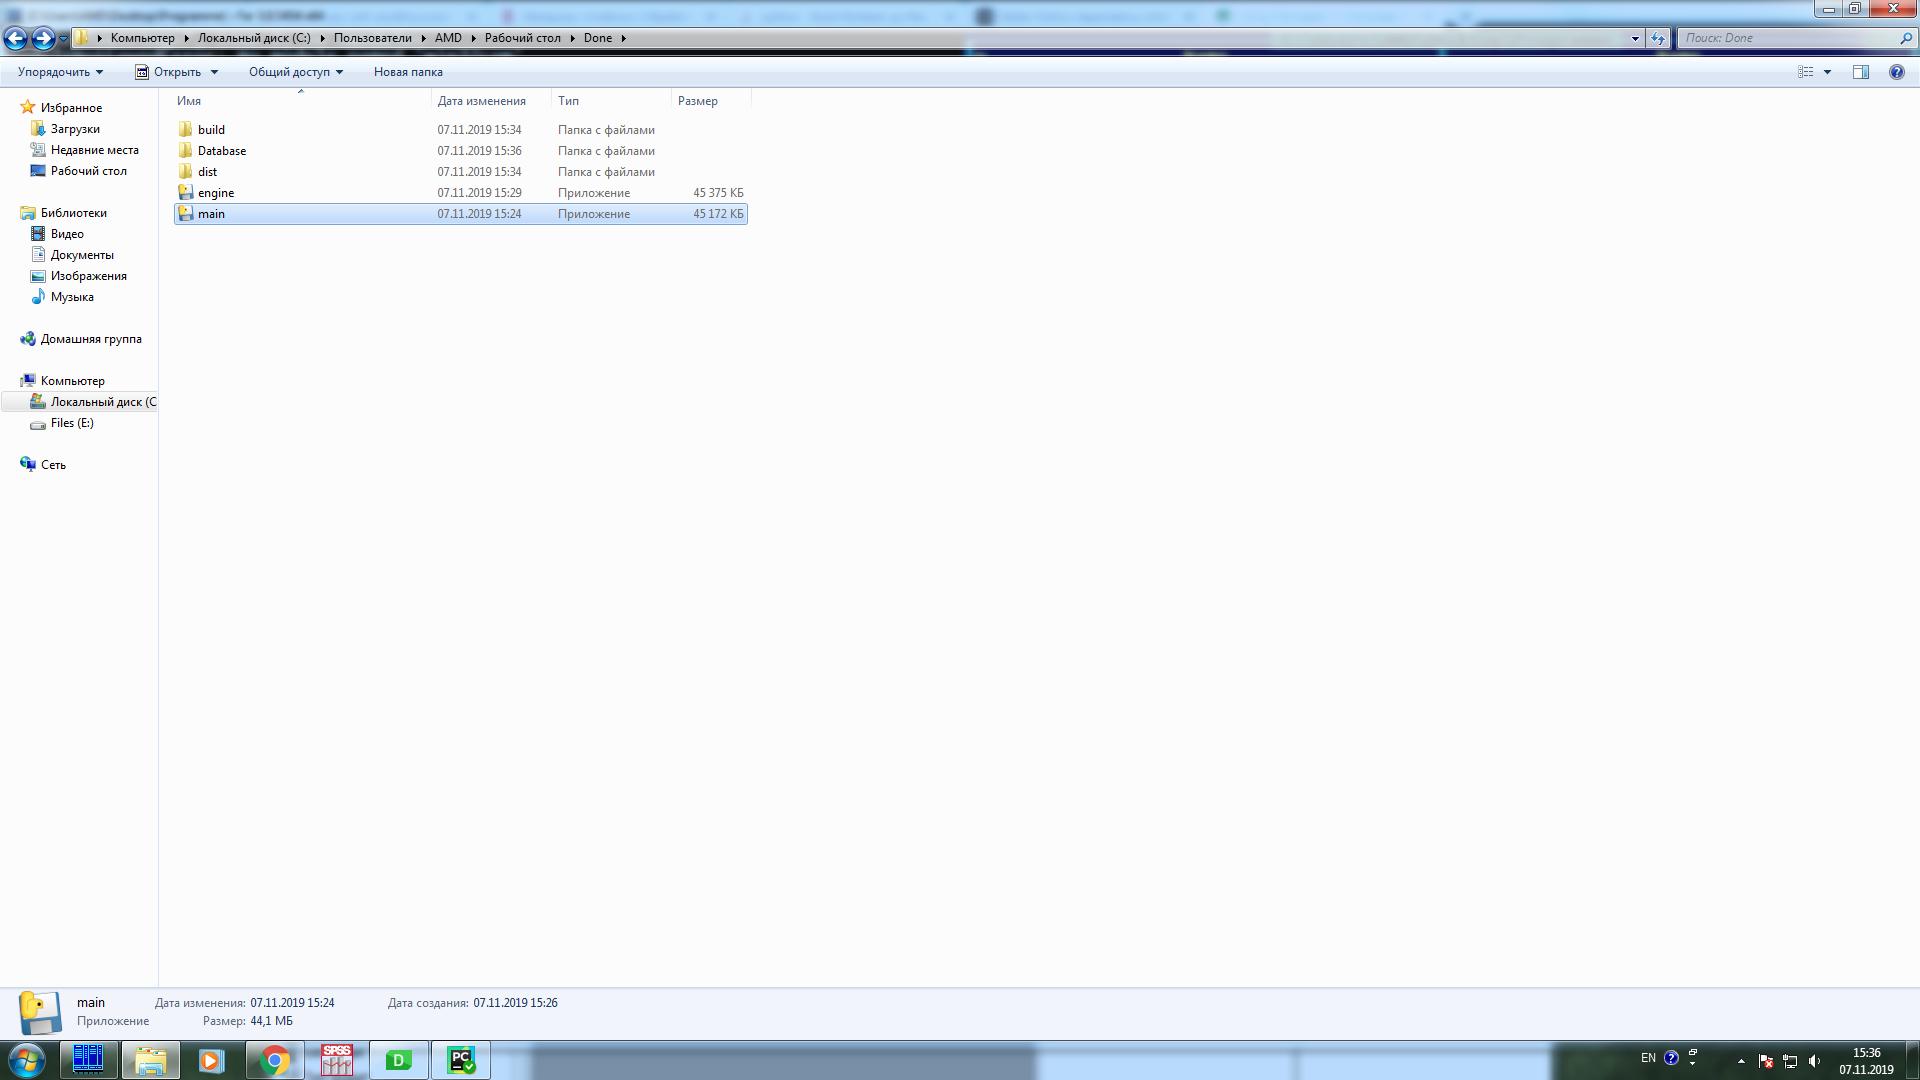 Компьютер Локальный диск (C:) Пользователи AMD Рабочий стол Done
Поиск: Done
Упорядочить Открыть Общий доступ Новая папка
Избранное
Загрузки
Недавние места
Рабочий стол
Библиотеки
Видео
Документы
Изображения
Музыка
Домашняя группа
Компьютер
Локальный диск (C
Files (E:)
Сеть
Имя Дата изменения Тип Размер
build 07.11.2019 15:34 Папка с файлами
Database 07.11.2019 15:36 Папка с файлами
dist 07.11.2019 15:34 Папка с файлами
engine 07.11.2019 15:29 Приложение 45 375 КБ
main 07.11.2019 15:24 Приложение 45 172 КБ
main Дата изменения: 07.11.2019 15:24 Дата создания: 07.11.2019 15:26
Приложение Размер: 44,1 МБ
SPSS
D
PC
EN
15:36
07.11.2019